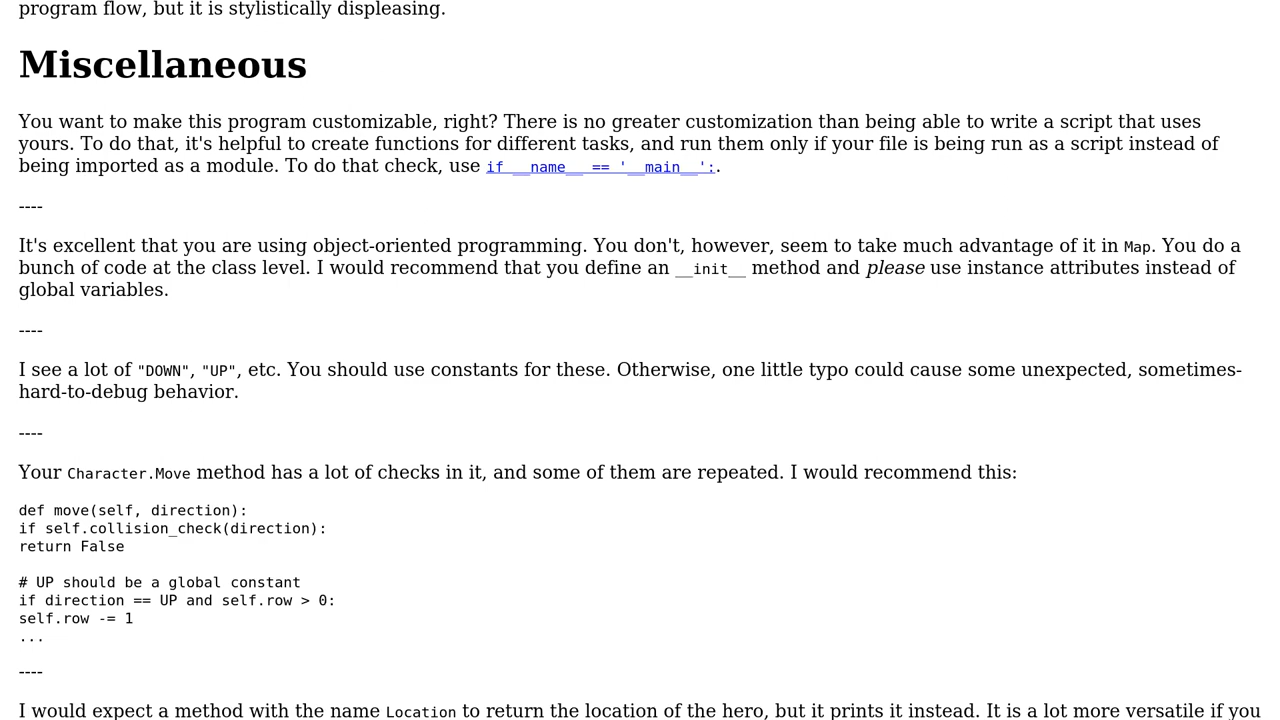 program flow, but it is stylistically displeasing.
Miscellaneous
You want to make this program customizable, right? There is no greater customization than being able to write a script that uses
yours. To do that, it's helpful to create functions for different tasks, and run them only if your file is being run as a script instead of
being imported as a module. To do that check, use if __name__ == '__main__':.
----
It's excellent that you are using object-oriented programming. You don't, however, seem to take much advantage of it in Map. You do a
bunch of code at the class level. I would recommend that you define an __init__ method and please use instance attributes instead of
global variables.
----
I see a lot of "DOWN", "UP", etc. You should use constants for these. Otherwise, one little typo could cause some unexpected, sometimes-
hard-to-debug behavior.
----
Your Character.Move method has a lot of checks in it, and some of them are repeated. I would recommend this:
def move(self, direction):
if self.collision_check(direction):
return False
# UP should be a global constant
if direction == UP and self.row > 0:
self.row -= 1
...
----
I would expect a method with the name Location to return the location of the hero, but it prints it instead. It is a lot more versatile if you